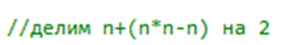 //делим n+(n*n-n) на 2